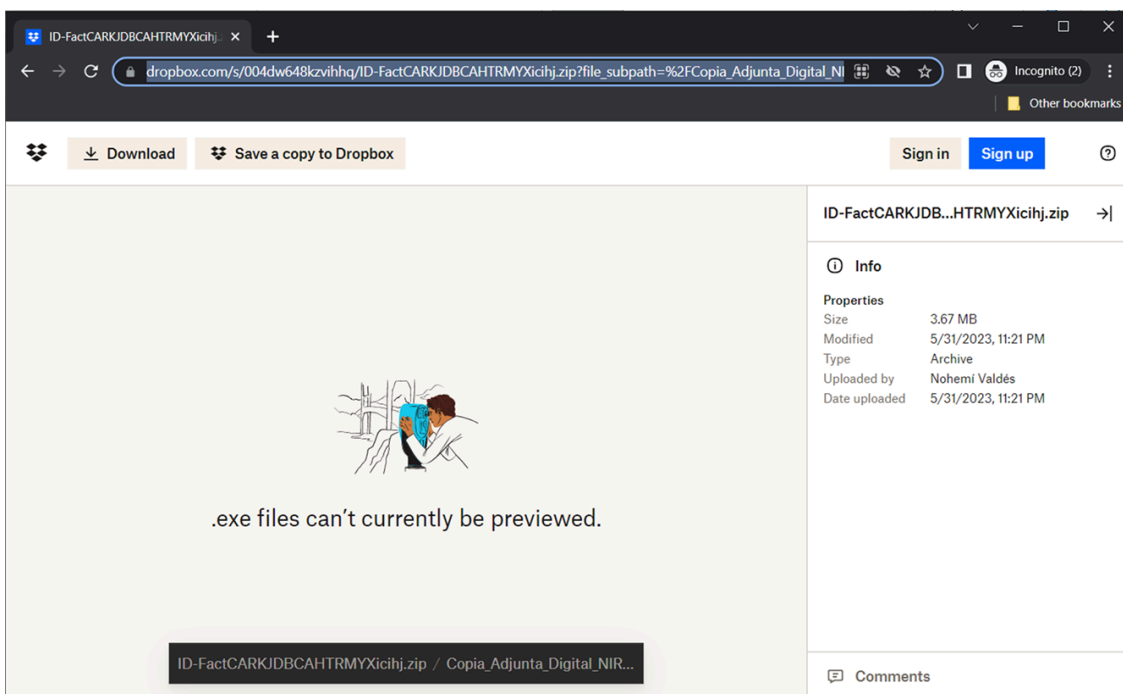 ID-FactCARKJDBCAHTRMYXicihj.
dropbox.com/s/004dw648kzvihhq/ID-FactCARKJDBCAHTRMYXicihj.zip?file_subpath=%2FCopia_Adjunta_Digital_NI
Incognito (2)
Other bookmarks
Download
Save a copy to Dropbox
Sign in
Sign up
ID-FactCARKJDB...HTRMYXicihj.zip
Info
Properties
Size 3.67 MB
Modified 5/31/2023, 11:21 PM
Type Archive
Uploaded by Nohemí Valdés
Date uploaded 5/31/2023, 11:21 PM
.exe files can't currently be previewed.
ID-FactCARKJDBCAHTRMYXicihj.zip / Copia_Adjunta_Digital_NIR...
Comments